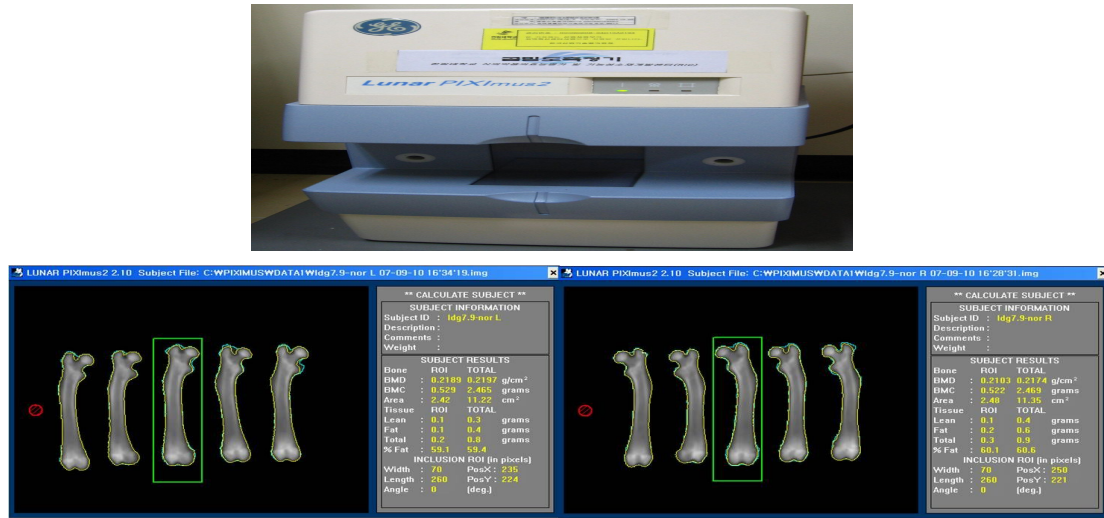 GE
Lunar PIXImus2
LUNAR PIXImus2 2.10 Subject File: C:₩PIXIMUS₩DATA1₩ldg7.9-nor L 07-09-10 16'34'19.img
** CALCULATE SUBJECT **
SUBJECT INFORMATION
Subject ID : ldg7.9-nor L
Description :
Comments :
Weight :
SUBJECT RESULTS
Bone ROI TOTAL
BMD : 0.2189 0.2197 g/cm²
BMC : 0.529 2.465 grams
Area : 2.42 11.22 cm²
Tissue ROI TOTAL
Lean : 0.1 0.3 grams
Fat : 0.1 0.4 grams
Total : 0.2 0.8 grams
% Fat : 59.1 59.4
INCLUSION ROI (in pixels)
Width : 70 PosX : 235
Length : 260 PosY : 224
Angle : 0 (deg.)
LUNAR PIXImus2 2.10 Subject File: C:₩PIXIMUS₩DATA1₩ldg7.9-nor R 07-09-10 16'28'31.img
** CALCULATE SUBJECT **
SUBJECT INFORMATION
Subject ID : ldg7.9-nor R
Description :
Comments :
Weight :
SUBJECT RESULTS
Bone ROI TOTAL
BMD : 0.2103 0.2174 g/cm²
BMC : 0.522 2.469 grams
Area : 2.48 11.35 cm²
Tissue ROI TOTAL
Lean : 0.1 0.4 grams
Fat : 0.2 0.6 grams
Total : 0.3 0.9 grams
% Fat : 60.1 60.6
INCLUSION ROI (in pixels)
Width : 70 PosX : 250
Length : 260 PosY : 221
Angle : 0 (deg.)